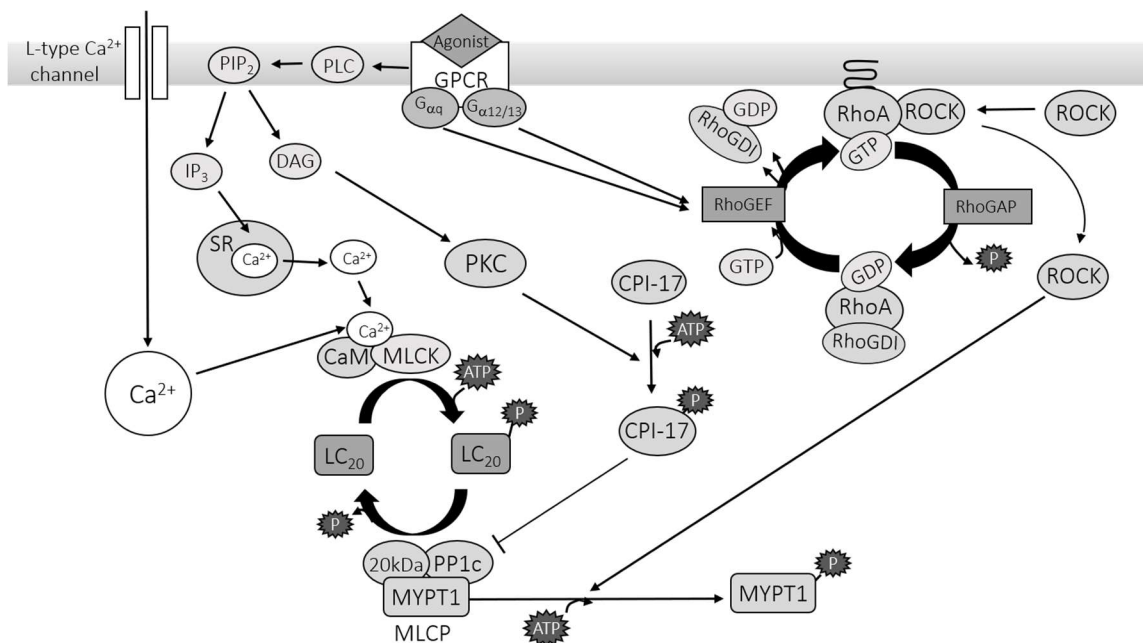 L-type Ca²⁺
channel
PIP₂
PLC
Agonist
GPCR
Gαq
Gα12/13
GDP
RhoGDI
RhoA
ROCK
GTP
ROCK
IP₃
DAG
RhoGEF
RhoGAP
SR
Ca²⁺
Ca²⁺
PKC
CPI-17
GTP
GDP
P
ROCK
RhoA
RhoGDI
Ca²⁺
CaM
MLCK
ATP
ATP
Ca²⁺
P
P
CPI-17
LC₂₀
LC₂₀
P
20kDa
PP1c
MYPT1
MLCP
ATP
MYPT1
P